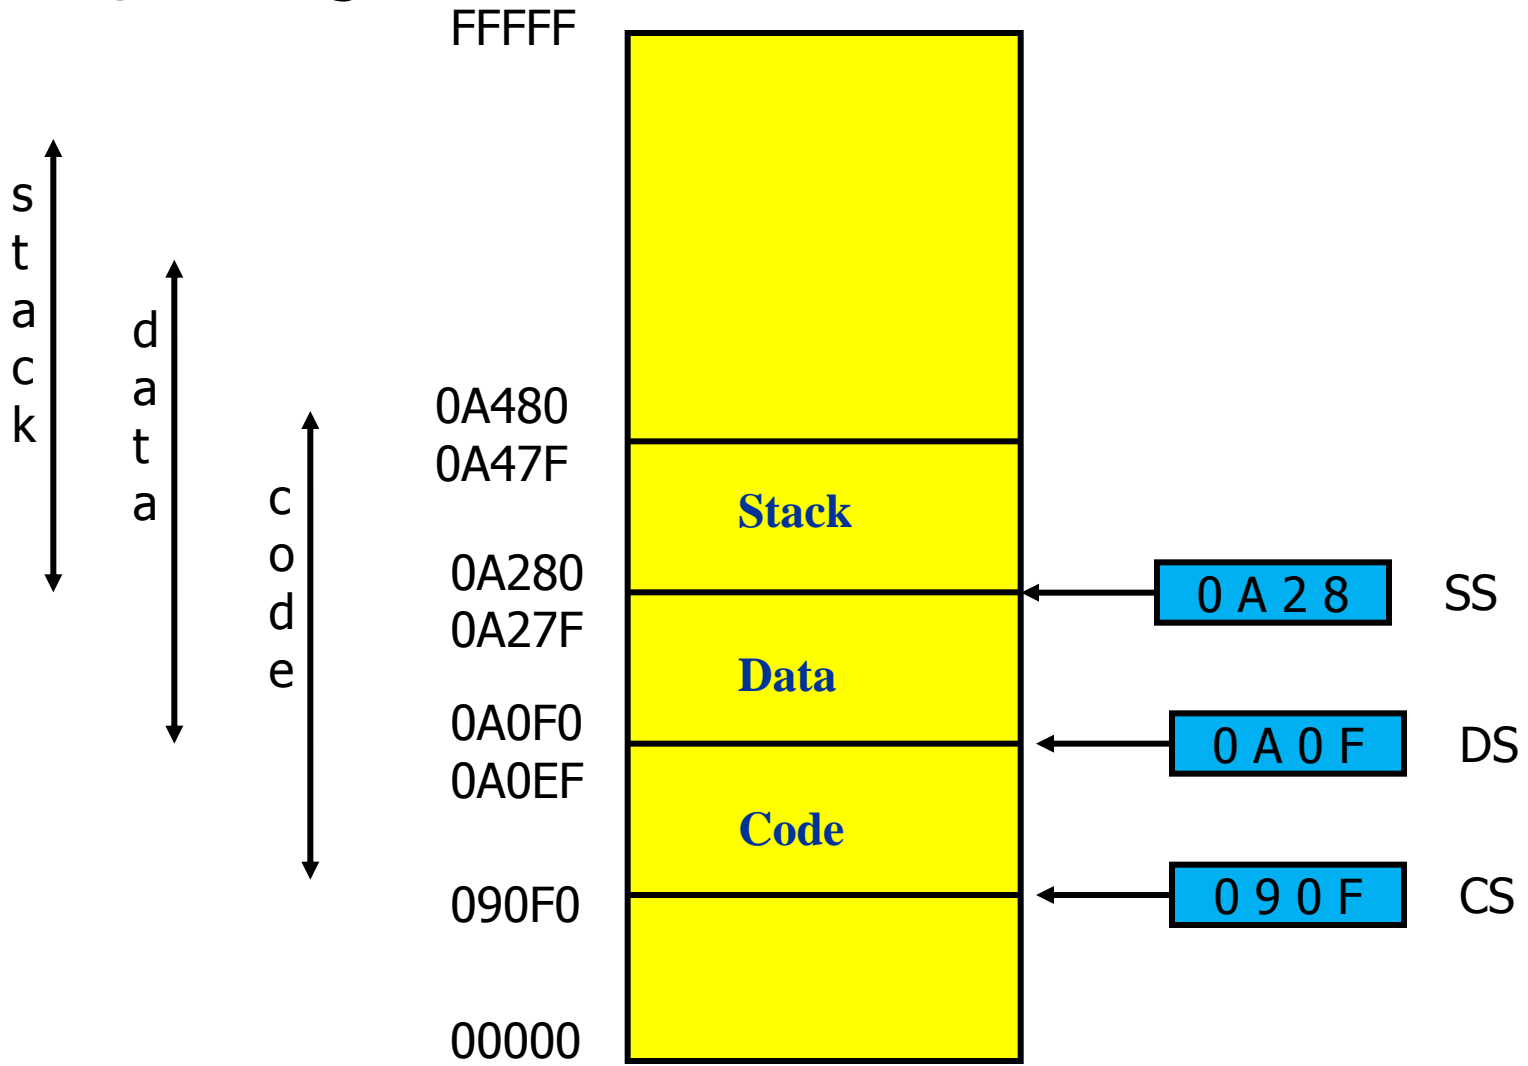 FFFFF
s
t
a
c
k
d
a
t
a
c
o
d
e
0A480
0A47F
Stack
0A280
0A27F
Data
0A0F0
0A0EF
Code
090F0
00000
0 A 2 8 SS
0 A 0 F DS
0 9 0 F CS